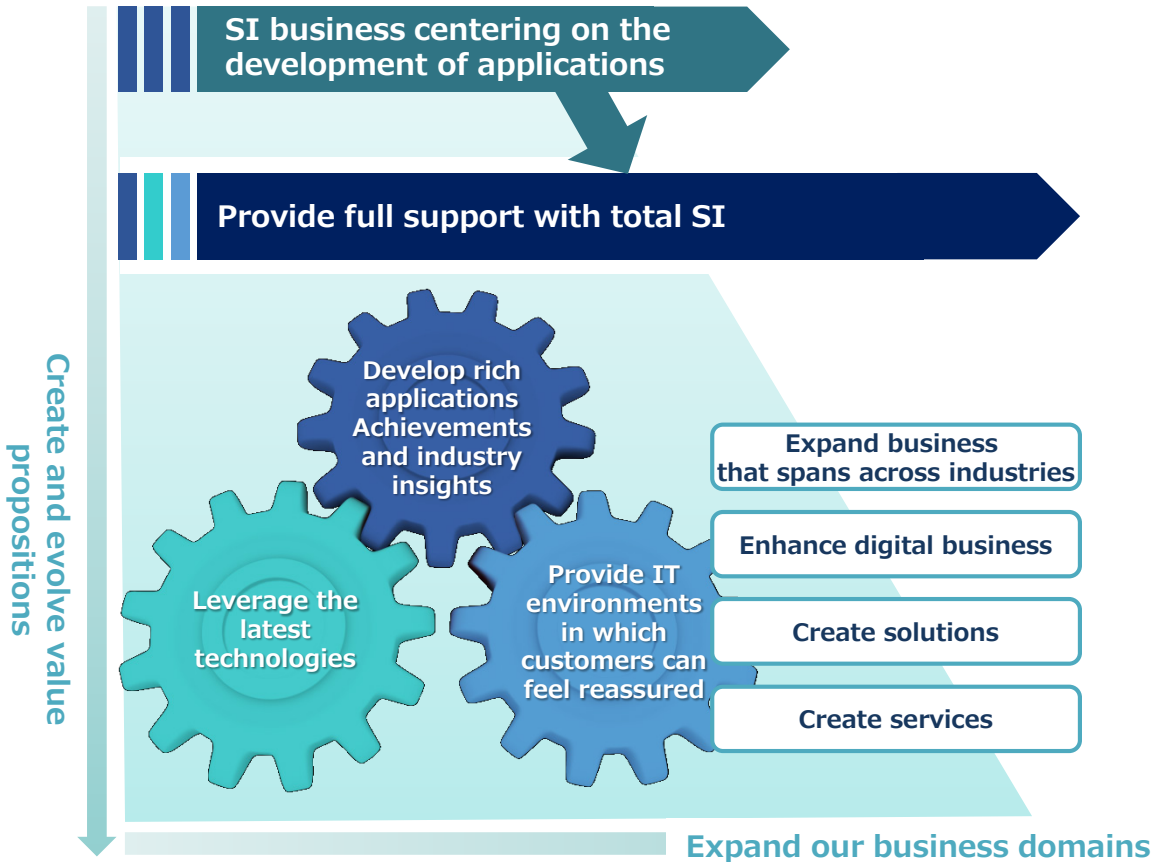 SI business centering on the
development of applications
Provide full support with total SI
Create and evolve value
propositions
Develop rich
applications
Achievements
and industry
insights
Leverage the
latest
technologies
Provide IT
environments
in which
customers can
feel reassured
Expand business
that spans across industries
Enhance digital business
Create solutions
Create services
Expand our business domains